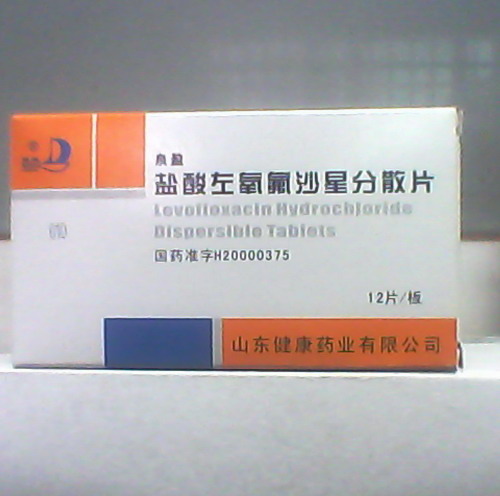 盐酸左氧氟沙星分散片
Levofloxacin Hydrochloride
Dispersible Tablets
国药准字H20000375
12片/板
山东健康药业有限公司